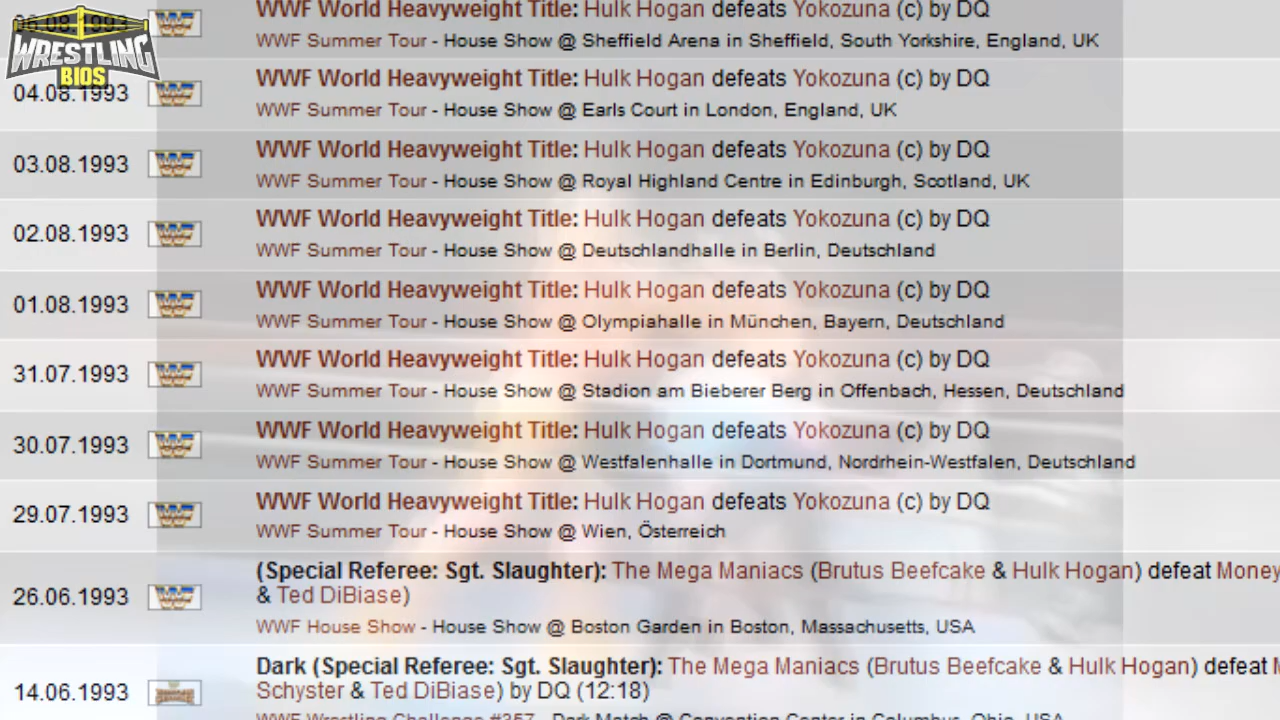 WWF World Heavyweight Title: Hulk Hogan defeats Yokozuna (c) by DQ
WWF Summer Tour - House Show @ Sheffield Arena in Sheffield, South Yorkshire, England, UK
WRESTLING
BIOS
04.08.1993
WWF World Heavyweight Title: Hulk Hogan defeats Yokozuna (c) by DQ
WWF Summer Tour - House Show @ Earls Court in London, England, UK
03.08.1993
WWF World Heavyweight Title: Hulk Hogan defeats Yokozuna (c) by DQ
WWF Summer Tour - House Show @ Royal Highland Centre in Edinburgh, Scotland, UK
02.08.1993
WWF World Heavyweight Title: Hulk Hogan defeats Yokozuna (c) by DQ
WWF Summer Tour - House Show @ Deutschlandhalle in Berlin, Deutschland
01.08.1993
WWF World Heavyweight Title: Hulk Hogan defeats Yokozuna (c) by DQ
WWF Summer Tour - House Show @ Olympiahalle in München, Bayern, Deutschland
31.07.1993
WWF World Heavyweight Title: Hulk Hogan defeats Yokozuna (c) by DQ
WWF Summer Tour - House Show @ Stadion am Bieberer Berg in Offenbach, Hessen, Deutschland
30.07.1993
WWF World Heavyweight Title: Hulk Hogan defeats Yokozuna (c) by DQ
WWF Summer Tour - House Show @ Westfalenhalle in Dortmund, Nordrhein-Westfalen, Deutschland
29.07.1993
WWF World Heavyweight Title: Hulk Hogan defeats Yokozuna (c) by DQ
WWF Summer Tour - House Show @ Wien, Österreich
26.06.1993
(Special Referee: Sgt. Slaughter): The Mega Maniacs (Brutus Beefcake & Hulk Hogan) defeat Money
& Ted DiBiase)
WWF House Show - House Show @ Boston Garden in Boston, Massachusetts, USA
14.06.1993
Dark (Special Referee: Sgt. Slaughter): The Mega Maniacs (Brutus Beefcake & Hulk Hogan) defeat
Schyster & Ted DiBiase) by DQ (12:18)
WWF Wrestling Challenge #357 - Dark Match @ Convention Center in Columbus, Ohio, USA